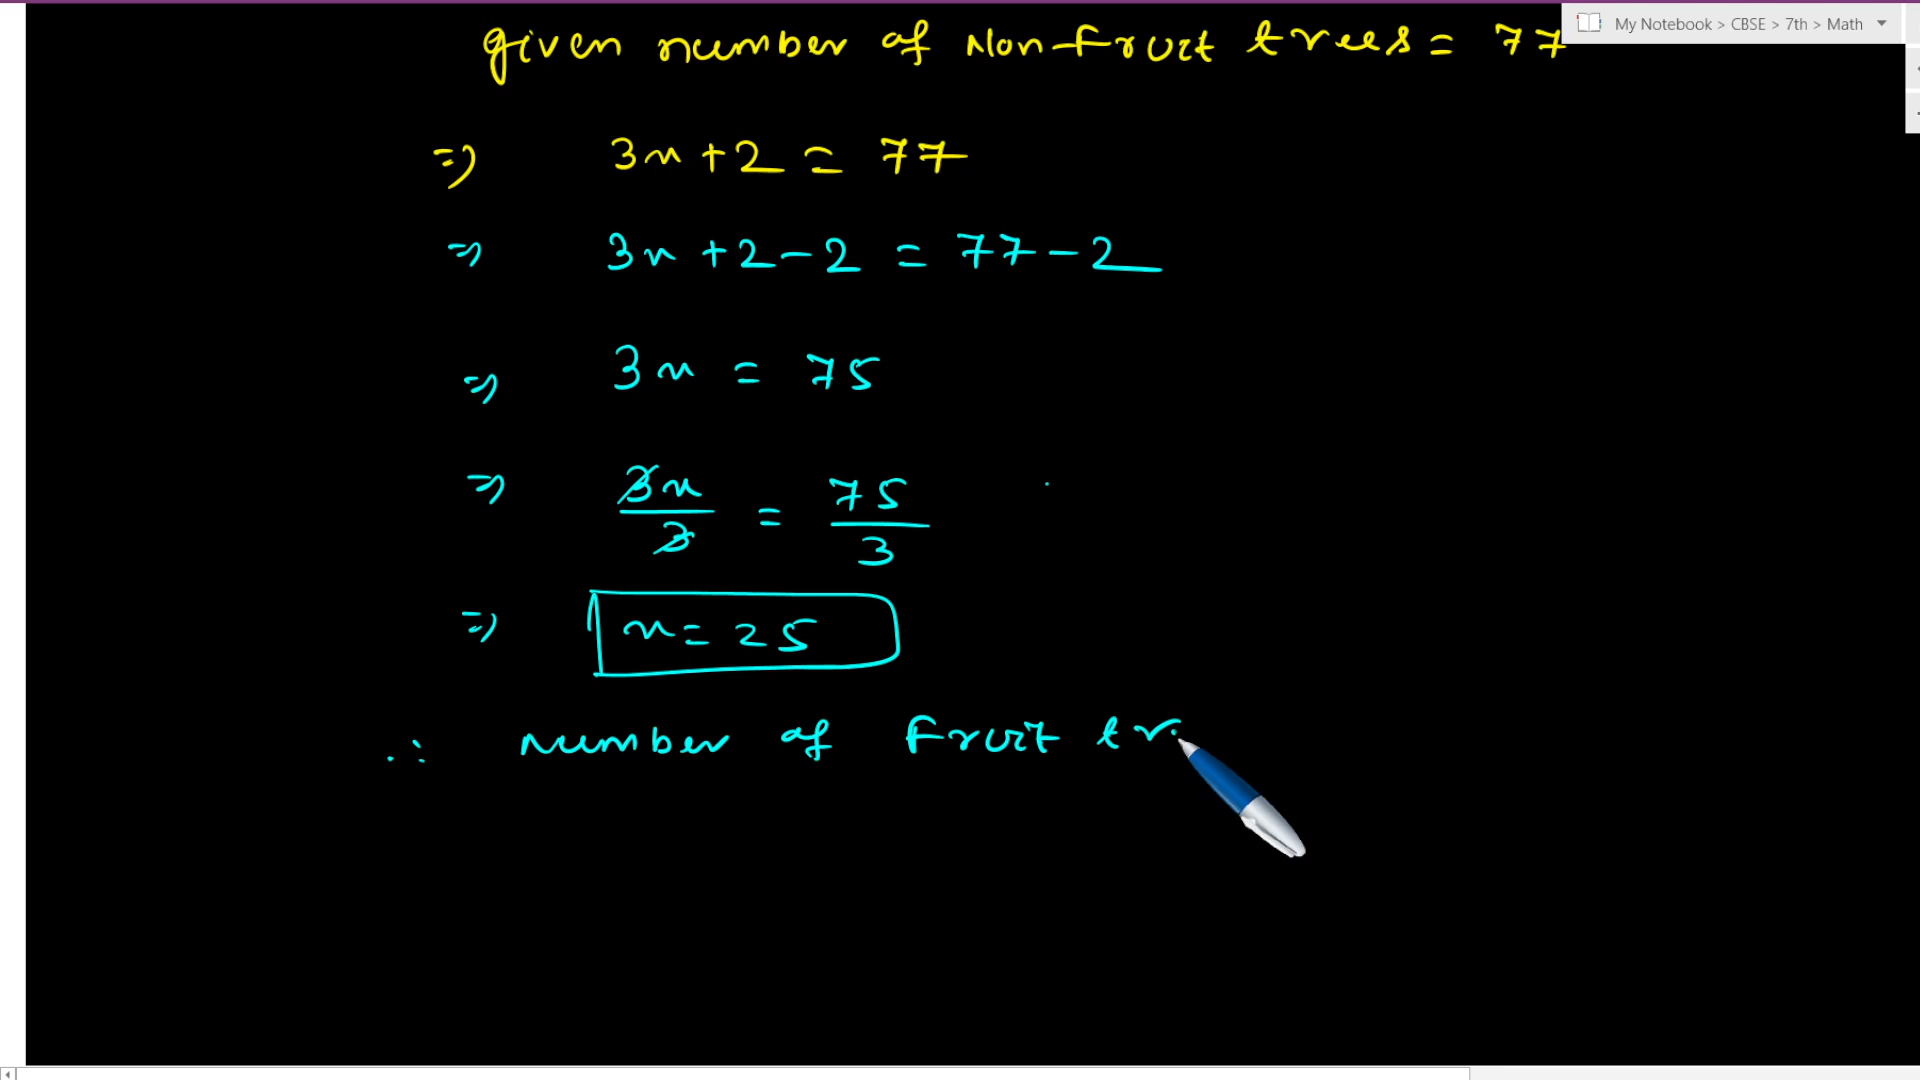 My Notebook > CBSE > 7th > Math
given number of Non-Fruit trees = 77
⇒ 3x + 2 = 77
⇒ 3x + 2 - 2 = 77 - 2
⇒ 3x = 75
⇒ 3x/3 = 75/3
⇒ x = 25
∴ Number of Fruit tr